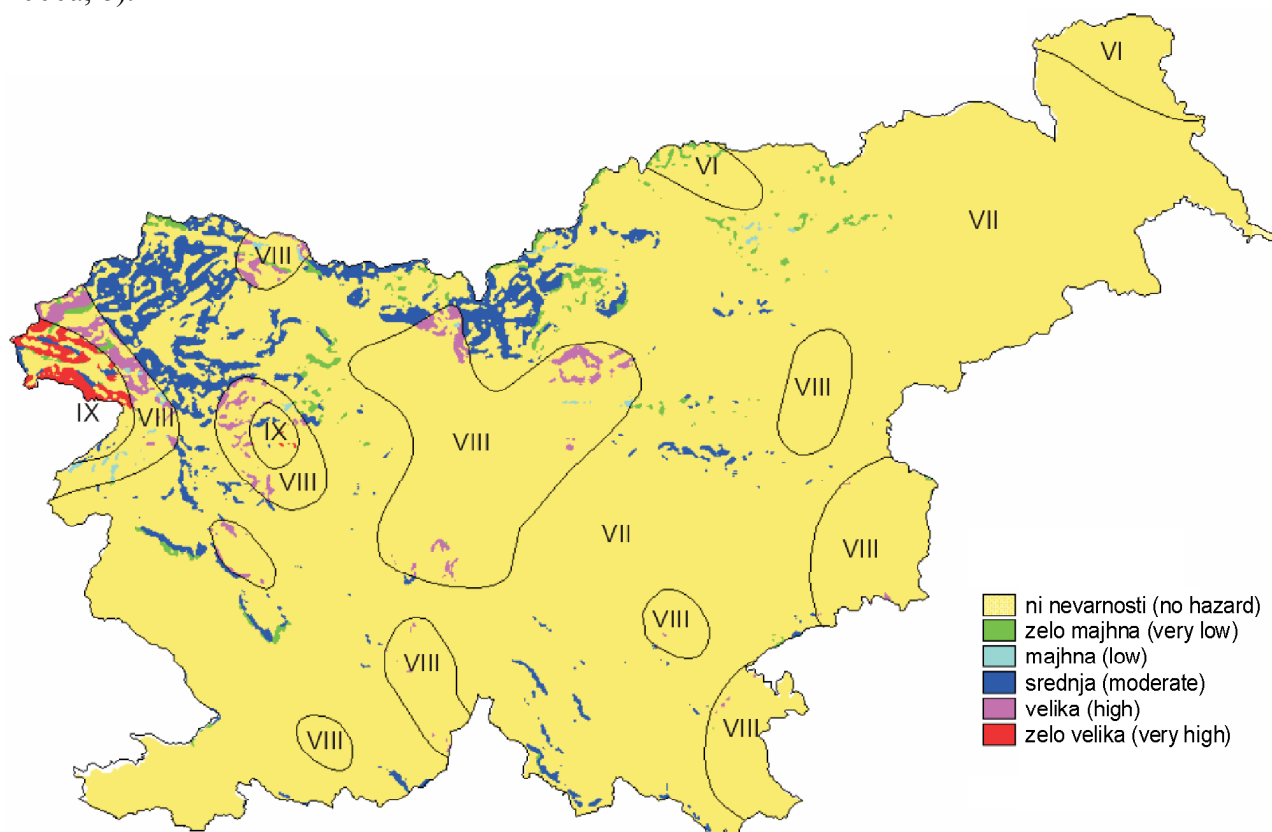 VI
VI
VII
VIII
IX
VIII
IX
VIII
VIII
VIII
VII
VIII
VIII
VIII
VIII
VIII
ni nevarnosti (no hazard)
zelo majhna (very low)
majhna (low)
srednja (moderate)
velika (high)
zelo velika (very high)